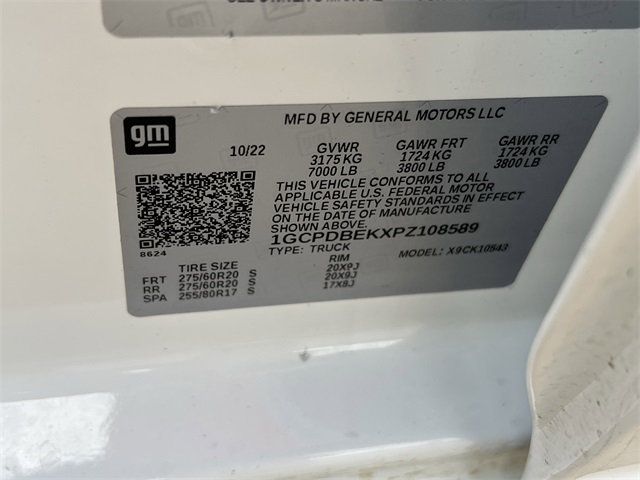 MFD BY GENERAL MOTORS LLC
gm
10/22 GVWR GAWR FRT GAWR RR
3175 KG 1724 KG 1724 KG
7000 LB 3800 LB 3800 LB
THIS VEHICLE CONFORMS TO ALL
APPLICABLE U.S. FEDERAL MOTOR
VEHICLE SAFETY STANDARDS IN EFFECT
ON THE DATE OF MANUFACTURE
SHOWN ABOVE.
1GCPDBEKXPZ108589
8624
TYPE: TRUCK MODEL: X9CK10543
TIRE SIZE RIM
FRT 275/60R20 S 20X9J
RR 275/60R20 S 20X9J
SPA 255/80R17 S 17X8J